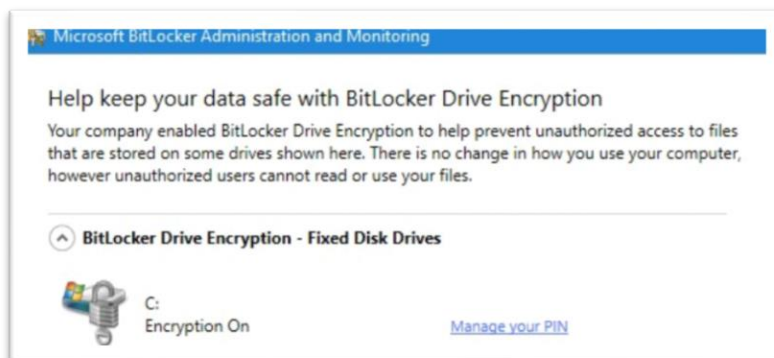 Microsoft BitLocker Administration and Monitoring
Help keep your data safe with BitLocker Drive Encryption
Your company enabled BitLocker Drive Encryption to help prevent unauthorized access to files
that are stored on some drives shown here. There is no change in how you use your computer,
however unauthorized users cannot read or use your files.
BitLocker Drive Encryption - Fixed Disk Drives
C:
Encryption On Manage your PIN